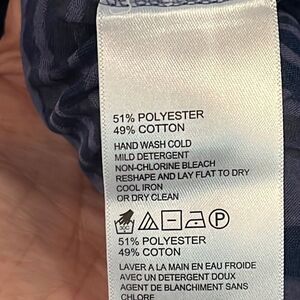 51% POLYESTER
49% COTTON
HAND WASH COLD
MILD DETERGENT
NON-CHLORINE BLEACH
RESHAPE AND LAY FLAT TO DRY
COOL IRON
OR DRY CLEAN
P
51% POLYESTER
49% COTON
LAVER A LA MAIN EN EAU FROIDE
AVEC UN DETERGENT DOUX
AGENT DE BLANCHIMENT SANS
CHLORE